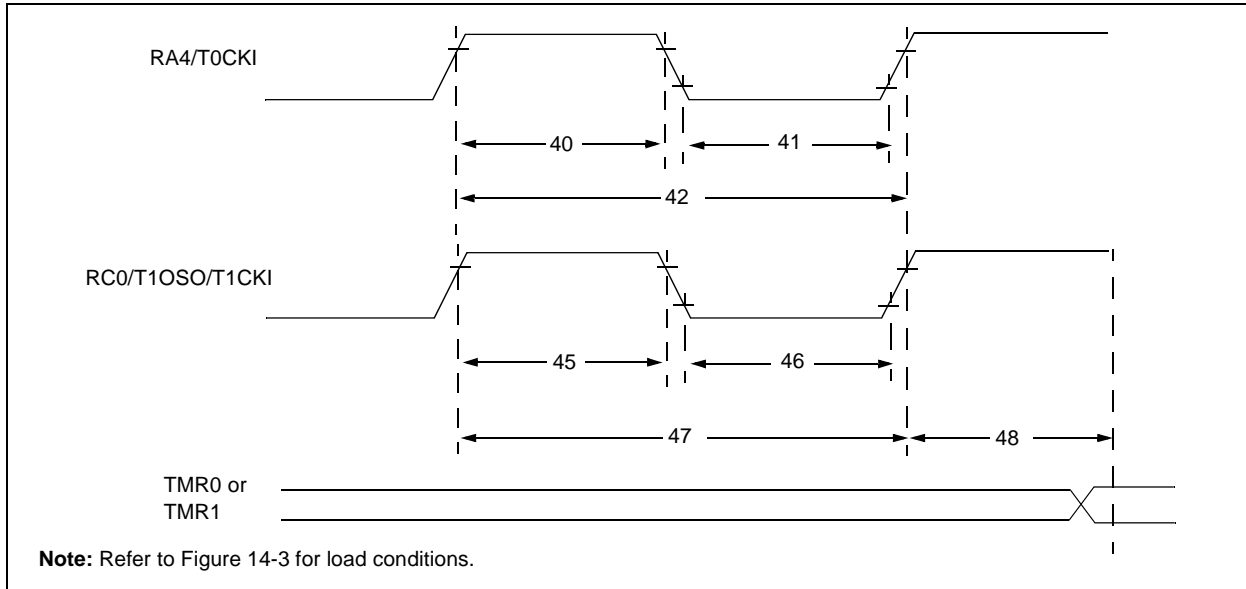 RA4/T0CKI
40
41
42
RC0/T1OSO/T1CKI
45
46
47
48
TMR0 or
TMR1
Note: Refer to Figure 14-3 for load conditions.